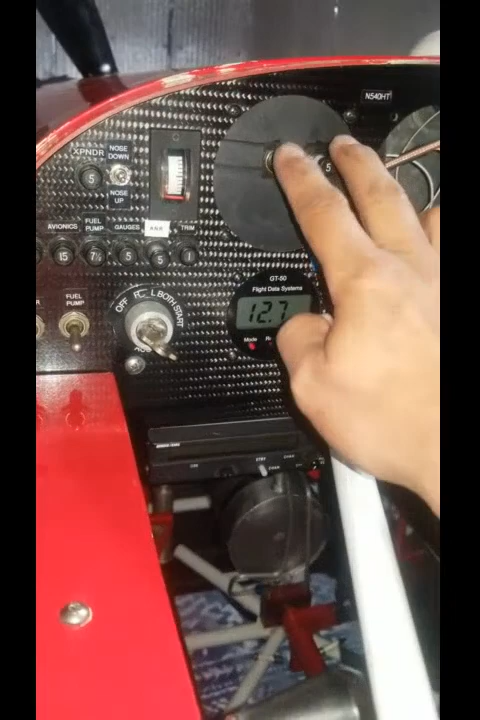 N540HT
XPNDR
5
NOSE
DOWN
NOSE
UP
5
AVIONICS
15
FUEL
PUMP
7½
GAUGES
5
5
TRIM
1
FUEL
PUMP
OFF R L BOTH START
GT-50
Flight Data Systems
12.7
Mode